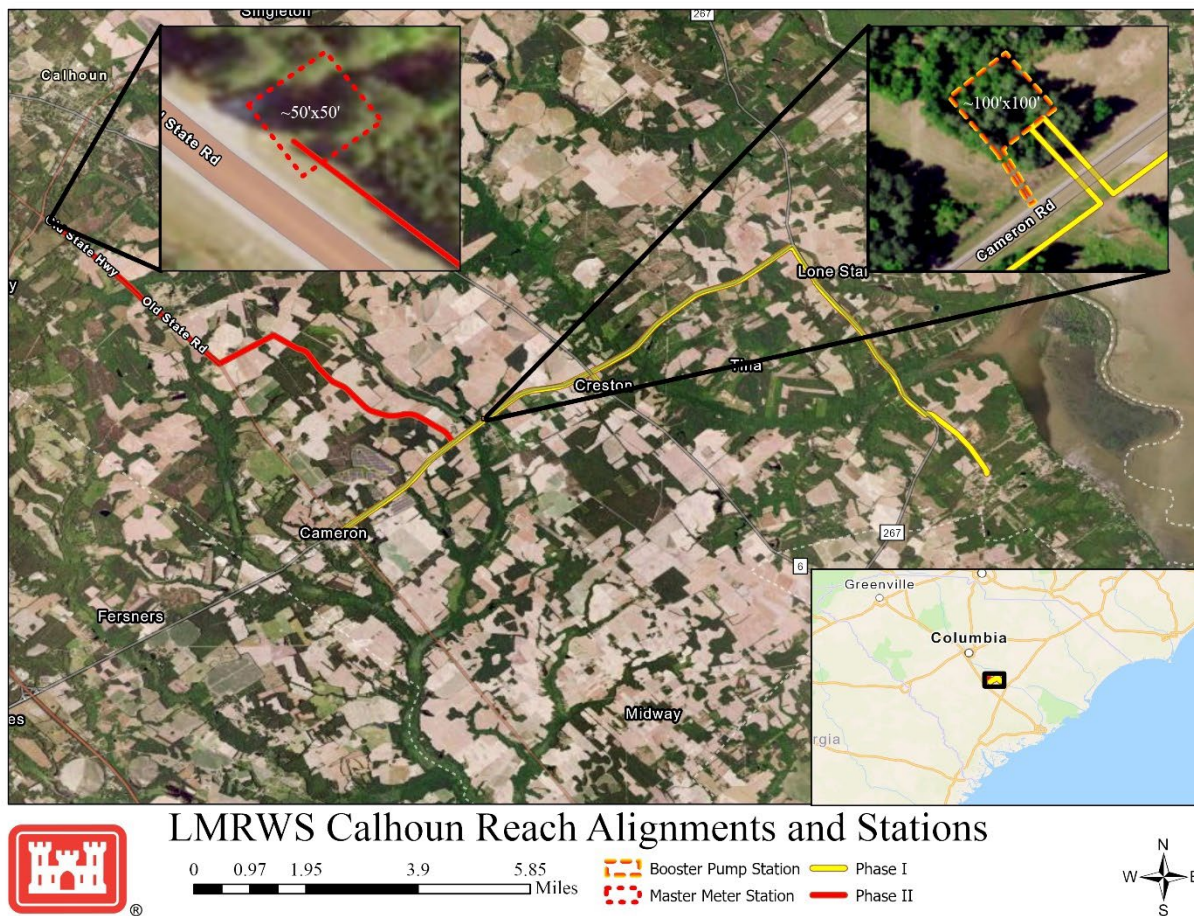 Singleton
267
Calhoun
~50'x50'
State Rd
~100'x100'
Cameron Rd
Old State Hwy
Old State Rd
Lone Star
Tina
Creston
Cameron
267
6
Fersners
Midway
es
Greenville
Columbia
rgia
LMRWS Calhoun Reach Alignments and Stations
0 0.97 1.95 3.9 5.85
Miles
Booster Pump Station
Phase I
Master Meter Station
Phase II
N
W E
S
®